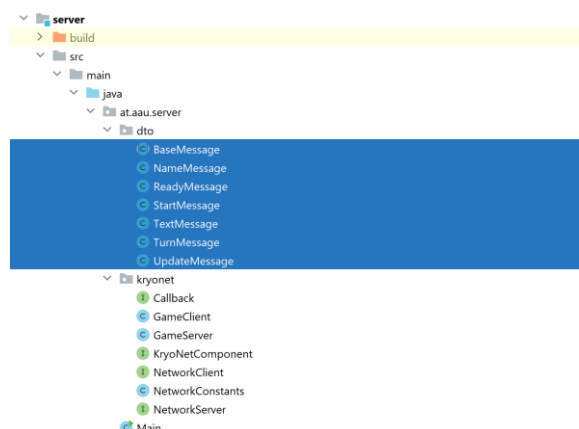 server
build
src
main
java
at.aau.server
dto
BaseMessage
NameMessage
ReadyMessage
StartMessage
TextMessage
TurnMessage
UpdateMessage
kryonet
Callback
GameClient
GameServer
KryoNetComponent
NetworkClient
NetworkConstants
NetworkServer
Main